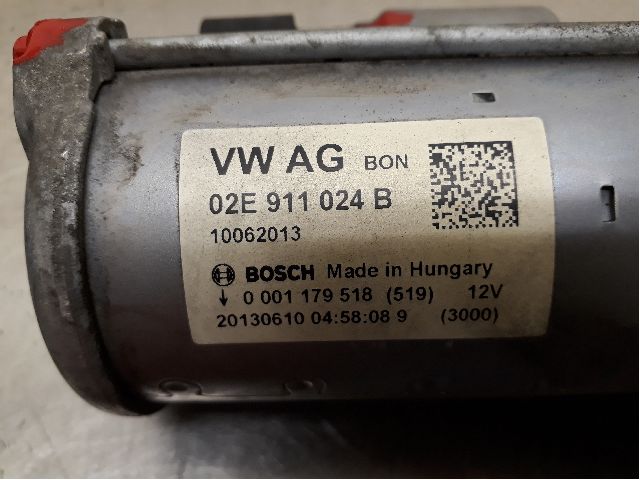 VW AG BON
02E 911 024 B
10062013
BOSCH Made in Hungary
↓ 0 001 179 518 (519) 12V
20130610 04:58:08 9 (3000)